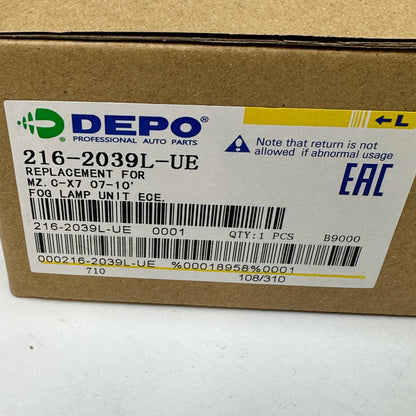 DEPO®
PROFESSIONAL AUTO PARTS
←L
216-2039L-UE
Note that return is not
allowed if abnormal usage
REPLACEMENT FOR
MZ. C-X7 07-10'
FOG LAMP UNIT ECE.
EAC
216-2039L-UE 0001 QTY:1 PCS B9000
000216-2039L-UE %00018958%0001
710 108/310